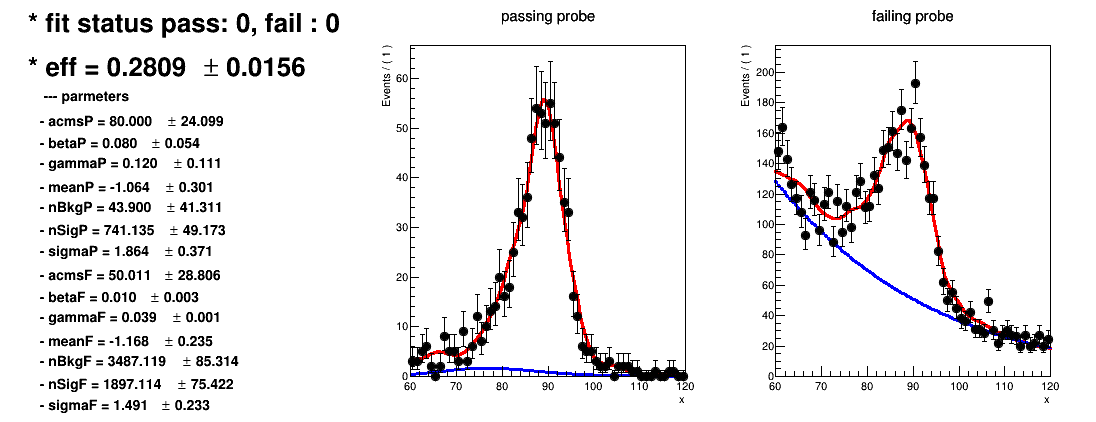 * fit status pass: 0, fail : 0
* eff = 0.2809 ± 0.0156
--- parmeters
- acmsP = 80.000 ± 24.099
- betaP = 0.080 ± 0.054
- gammaP = 0.120 ± 0.111
- meanP = -1.064 ± 0.301
- nBkgP = 43.900 ± 41.311
- nSigP = 741.135 ± 49.173
- sigmaP = 1.864 ± 0.371
- acmsF = 50.011 ± 28.806
- betaF = 0.010 ± 0.003
- gammaF = 0.039 ± 0.001
- meanF = -1.168 ± 0.235
- nBkgF = 3487.119 ± 85.314
- nSigF = 1897.114 ± 75.422
- sigmaF = 1.491 ± 0.233
passing probe
Events / ( 1 )
60
50
40
30
20
10
0
60 70 80 90 100 110 120
x
failing probe
Events / ( 1 )
200
180
160
140
120
100
80
60
40
20
0
60 70 80 90 100 110 120
x